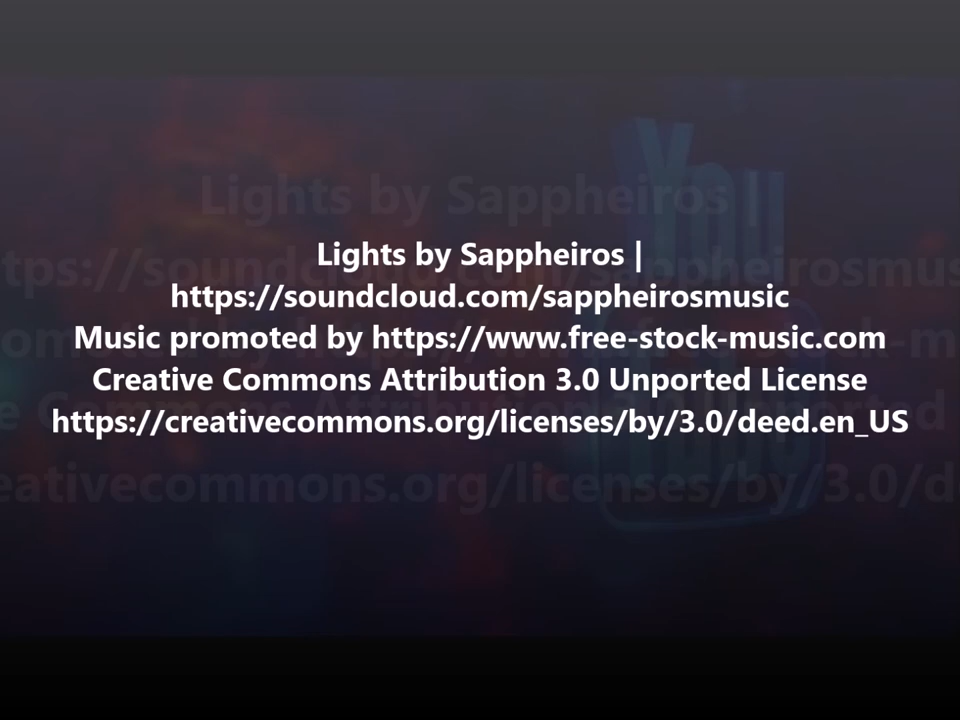 Lights by Sappheiros |
https://soundcloud.com/sappheirosmusic
Music promoted by https://www.free-stock-music.com
Creative Commons Attribution 3.0 Unported License
https://creativecommons.org/licenses/by/3.0/deed.en_US
You